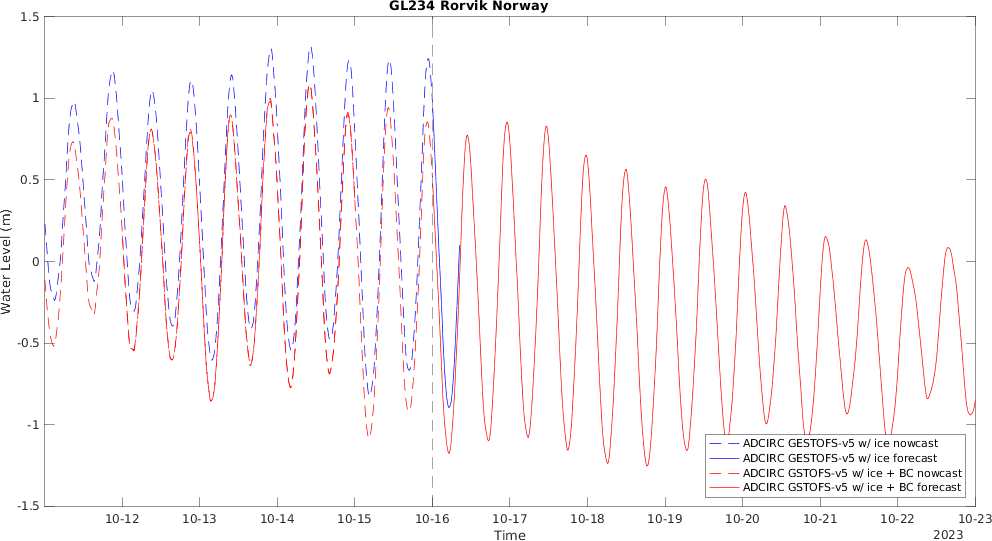 GL234 Rorvik Norway
1.5
1
0.5
0
-0.5
-1
-1.5
Water Level (m)
ADCIRC GESTOFS-v5 w/ ice nowcast
ADCIRC GESTOFS-v5 w/ ice forecast
ADCIRC GSTOFS-v5 w/ ice + BC nowcast
ADCIRC GSTOFS-v5 w/ ice + BC forecast
10-12 10-13 10-14 10-15 10-16 10-17 10-18 10-19 10-20 10-21 10-22 10-23
Time 2023